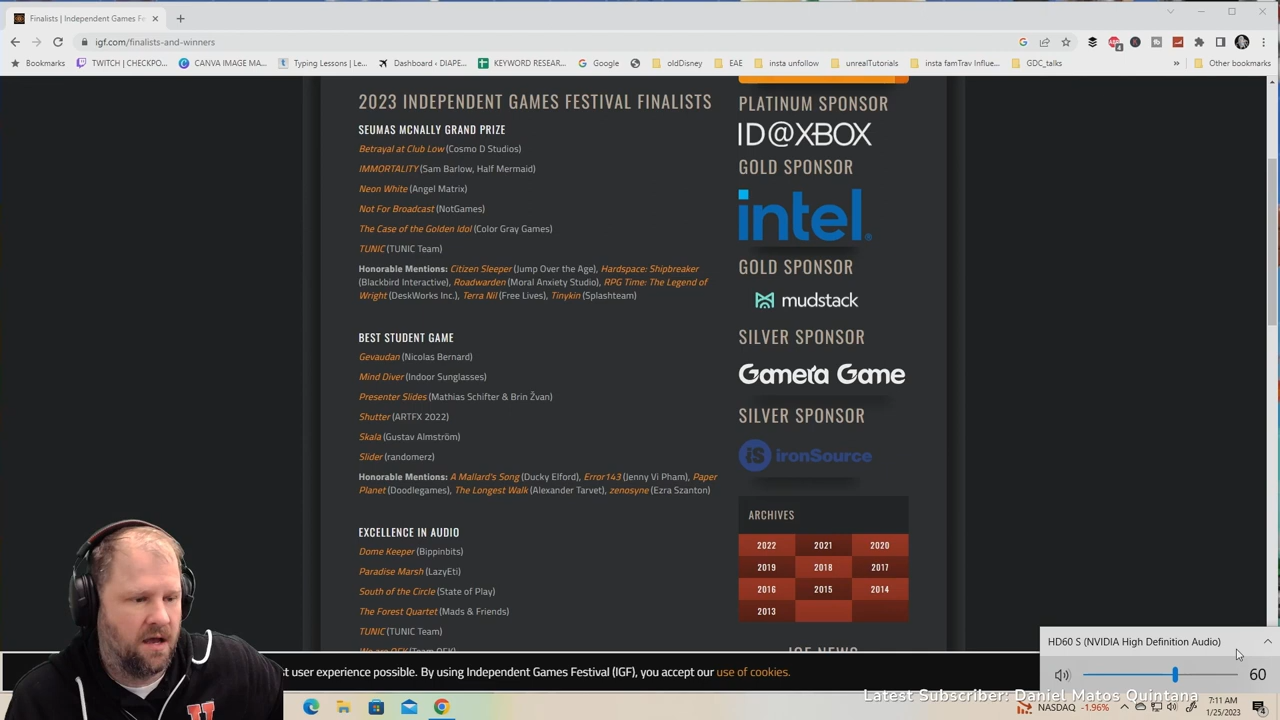 Finalists | Independent Games Fe
igf.com/finalists-and-winners
Bookmarks TWITCH | CHECKPO... CANVA IMAGE MA... Typing Lessons | Le... Dashboard ‹ DIAPE... KEYWORD RESEAR... Google oldDisney EAE insta unfollow unrealTutorials insta famTrav Influe... GDC_talks » Other bookmarks
2023 INDEPENDENT GAMES FESTIVAL FINALISTS
SEUMAS MCNALLY GRAND PRIZE
Betrayal at Club Low (Cosmo D Studios)
IMMORTALITY (Sam Barlow, Half Mermaid)
Neon White (Angel Matrix)
Not For Broadcast (NotGames)
The Case of the Golden Idol (Color Gray Games)
TUNIC (TUNIC Team)
Honorable Mentions: Citizen Sleeper (Jump Over the Age), Hardspace: Shipbreaker
(Blackbird Interactive), Roadwarden (Moral Anxiety Studio), RPG Time: The Legend of
Wright (DeskWorks Inc.), Terra Nil (Free Lives), Tinykin (Splashteam)
BEST STUDENT GAME
Gevaudan (Nicolas Bernard)
Mind Diver (Indoor Sunglasses)
Presenter Slides (Mathias Schifter & Brin Žvan)
Shutter (ARTFX 2022)
Skala (Gustav Almström)
Slider (randomerz)
Honorable Mentions: A Mallard's Song (Ducky Elford), Error143 (Jenny Vi Pham), Paper
Planet (Doodlegames), The Longest Walk (Alexander Tarvet), zenosyne (Ezra Szanton)
EXCELLENCE IN AUDIO
Dome Keeper (Bippinbits)
Paradise Marsh (LazyEti)
South of the Circle (State of Play)
The Forest Quartet (Mads & Friends)
TUNIC (TUNIC Team)
PLATINUM SPONSOR
ID@XBOX
GOLD SPONSOR
intel
GOLD SPONSOR
mudstack
SILVER SPONSOR
Gamera Game
SILVER SPONSOR
iS ironSource
ARCHIVES
2022 2021 2020
2019 2018 2017
2016 2015 2014
2013
t user experience possible. By using Independent Games Festival (IGF), you accept our use of cookies.
HD60 S (NVIDIA High Definition Audio)
60
Latest Subscriber: Daniel Matos Quintana
NASDAQ -1.96%
7:11 AM
1/25/2023